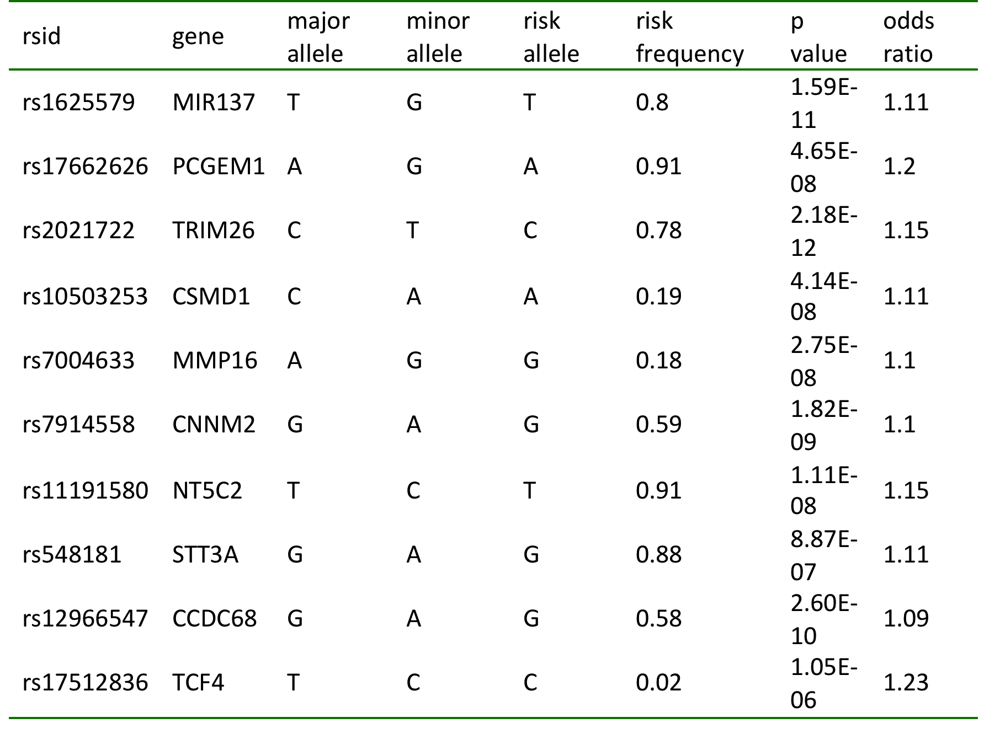 rsid gene major allele minor allele risk allele risk frequency p value odds ratio
rs1625579 MIR137 T G T 0.8 1.59E-11 1.11
rs17662626 PCGEM1 A G A 0.91 4.65E-08 1.2
rs2021722 TRIM26 C T C 0.78 2.18E-12 1.15
rs10503253 CSMD1 C A A 0.19 4.14E-08 1.11
rs7004633 MMP16 A G G 0.18 2.75E-08 1.1
rs7914558 CNNM2 G A G 0.59 1.82E-09 1.1
rs11191580 NT5C2 T C T 0.91 1.11E-08 1.15
rs548181 STT3A G A G 0.88 8.87E-07 1.11
rs12966547 CCDC68 G A G 0.58 2.60E-10 1.09
rs17512836 TCF4 T C C 0.02 1.05E-06 1.23